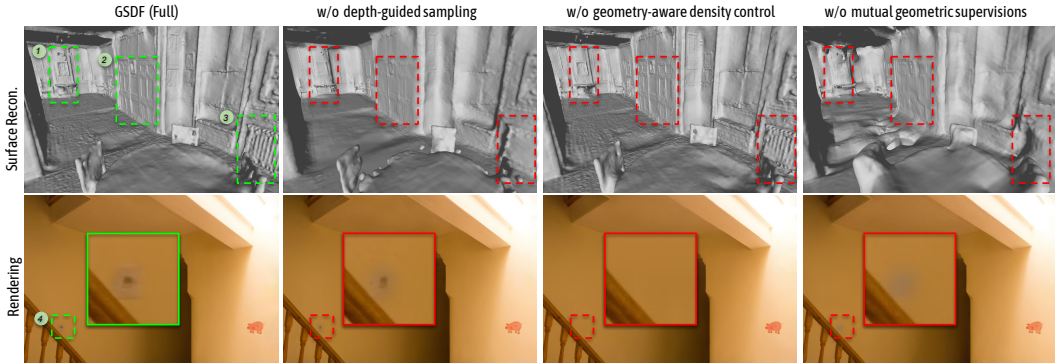 GSDF (Full)
w/o depth-guided sampling
w/o geometry-aware density control
w/o mutual geometric supervisions
Surface Recon.
1
2
3
Rendering
4